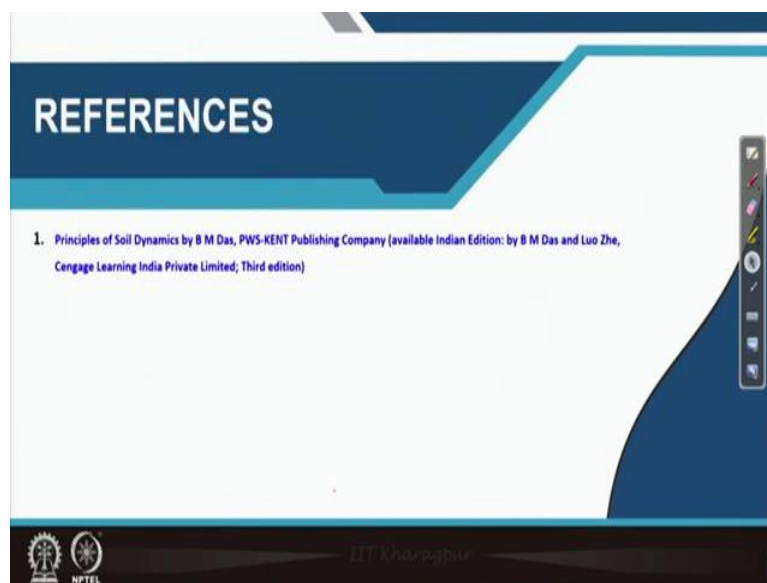 REFERENCES
1. Principles of Soil Dynamics by B M Das, PWS-KENT Publishing Company (available Indian Edition: by B M Das and Luo Zhe,
Cengage Learning India Private Limited; Third edition)
IIT Kharagpur
NPTEL